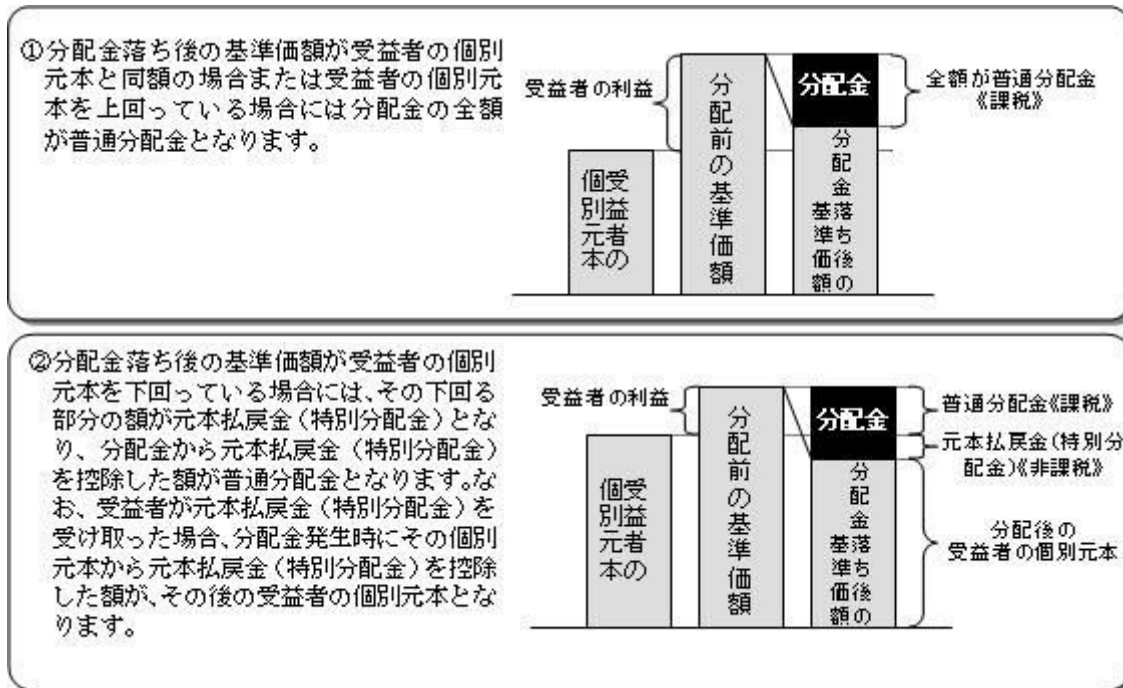 ①分配金落ち後の基準価額が受益者の個別
元本と同額の場合または受益者の個別元
本を上回っている場合には分配金の全額
が普通分配金となります。
受益者の利益
受益者の
個別元本
分配前の基準価額
分配金
分配金落ち後の
基準価額
全額が普通分配金
《課税》
②分配金落ち後の基準価額が受益者の個別
元本を下回っている場合には、その下回る
部分の額が元本払戻金（特別分配金）とな
り、分配金から元本払戻金（特別分配金）
を控除した額が普通分配金となります。な
お、受益者が元本払戻金（特別分配金）を
受け取った場合、分配金発生時にその個別
元本から元本払戻金（特別分配金）を控除
した額が、その後の受益者の個別元本とな
ります。
受益者の利益
受益者の
個別元本
分配前の基準価額
分配金
分配金落ち後の
基準価額
普通分配金《課税》
元本払戻金（特別分
配金）《非課税》
分配後の
受益者の個別元本